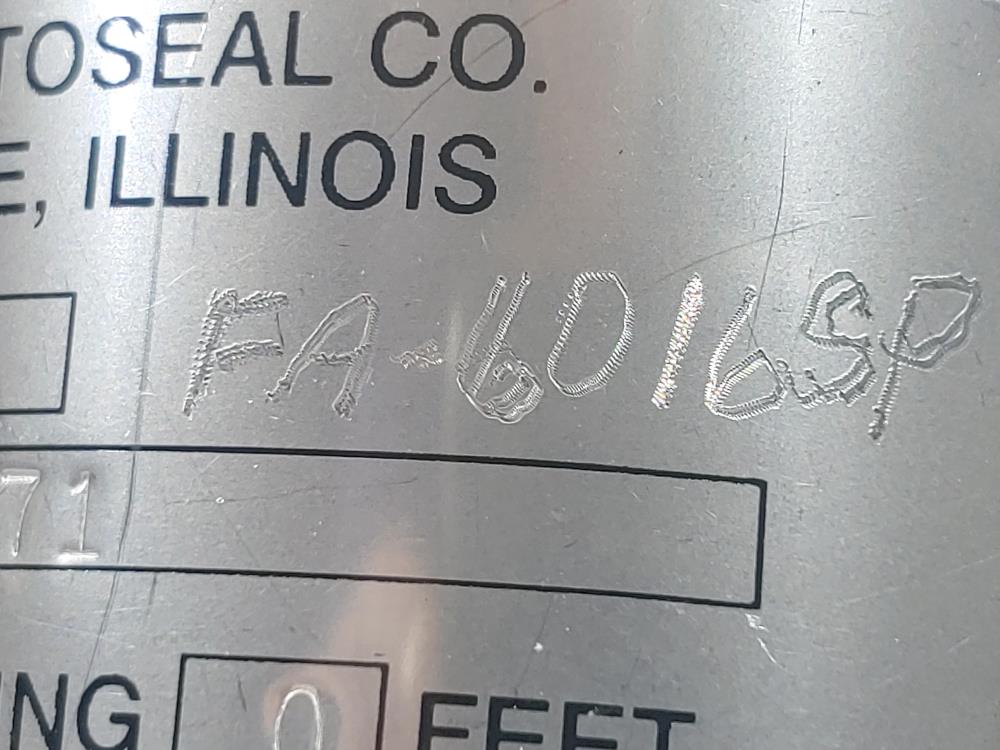 TOSEAL CO.
E, ILLINOIS
FA-6016SP
71
NG 0 FEET